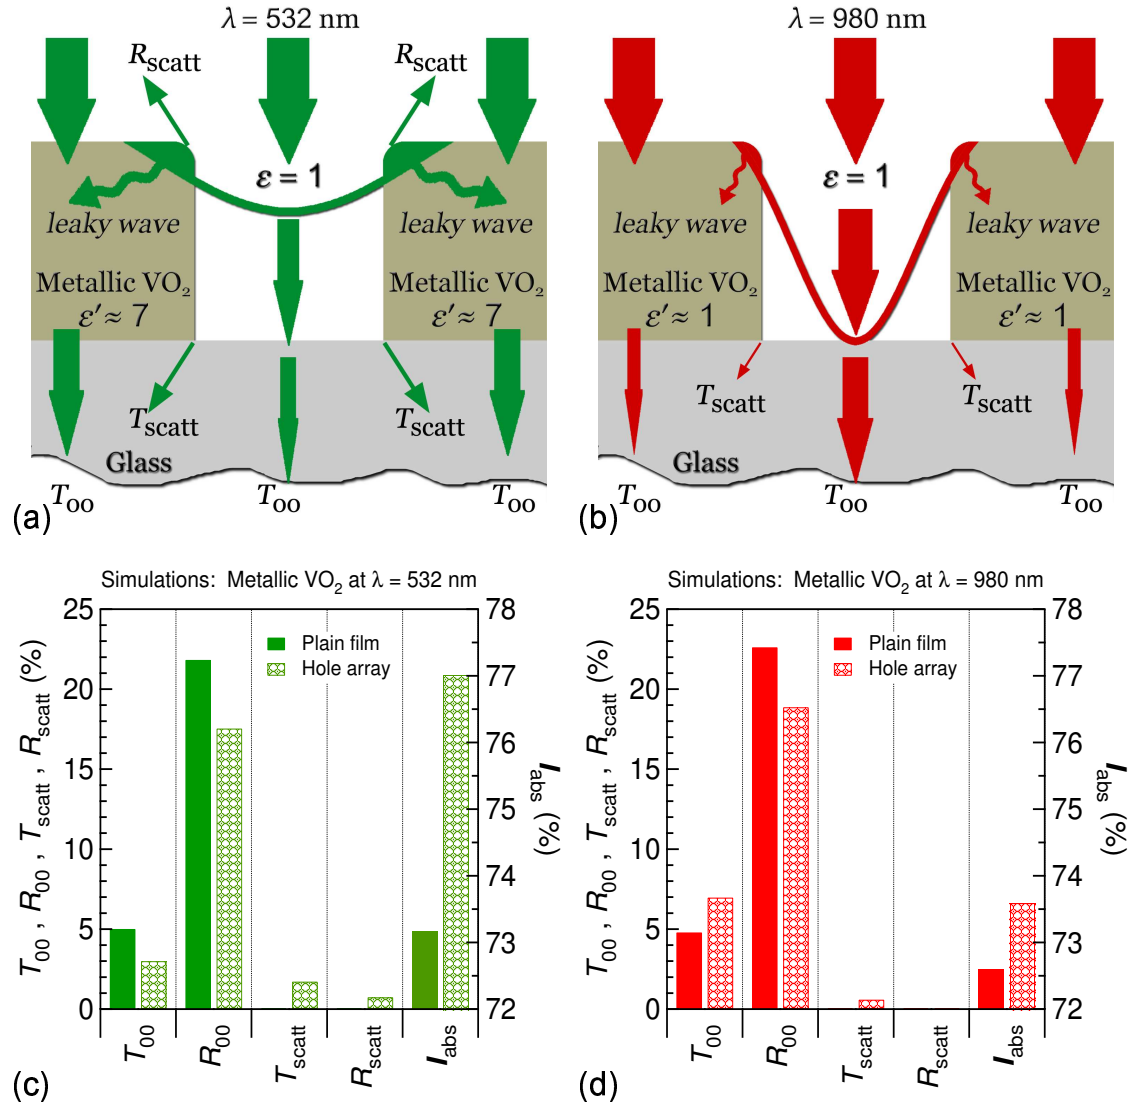 λ = 532 nm
R_scatt
R_scatt
ε = 1
leaky wave
leaky wave
Metallic VO₂
ε′ ≈ 7
Metallic VO₂
ε′ ≈ 7
T_scatt
T_scatt
Glass
T₀₀
T₀₀
T₀₀
(a)
λ = 980 nm
ε = 1
leaky wave
leaky wave
Metallic VO₂
ε′ ≈ 1
Metallic VO₂
ε′ ≈ 1
T_scatt
T_scatt
Glass
T₀₀
T₀₀
T₀₀
(b)
Simulations: Metallic VO₂ at λ = 532 nm
T₀₀ , R₀₀ , T_scatt , R_scatt (%)
25
20
15
10
5
0
Plain film
Hole array
78
77
76
75
74
73
72
I_abs (%)
T₀₀
R₀₀
T_scatt
R_scatt
I_abs
(c)
Simulations: Metallic VO₂ at λ = 980 nm
T₀₀ , R₀₀ , T_scatt , R_scatt (%)
25
20
15
10
5
0
Plain film
Hole array
78
77
76
75
74
73
72
I_abs (%)
T₀₀
R₀₀
T_scatt
R_scatt
I_abs
(d)